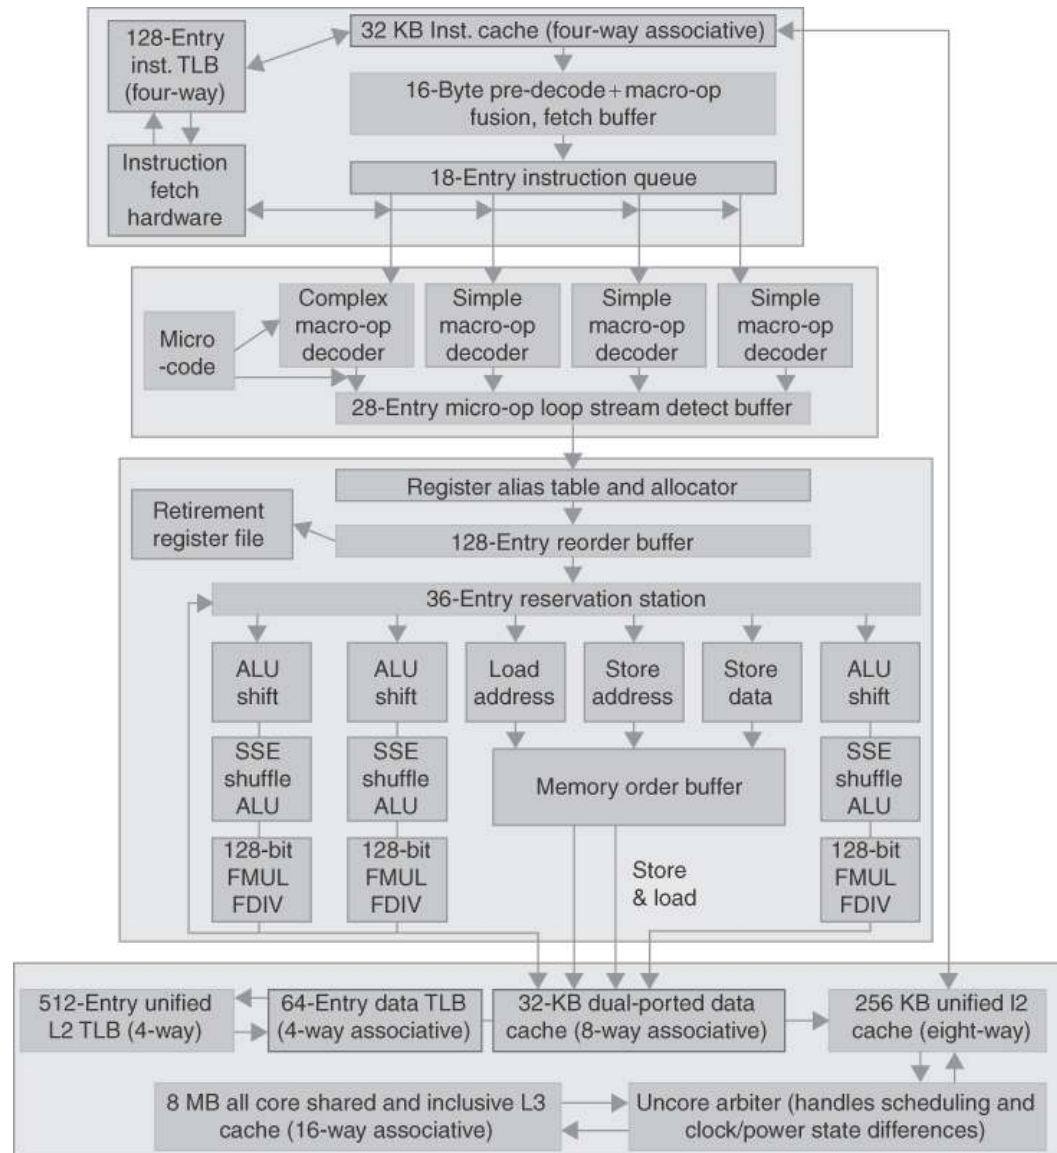 128-Entry
inst. TLB
(four-way)
32 KB Inst. cache (four-way associative)
16-Byte pre-decode+macro-op
fusion, fetch buffer
Instruction
fetch
hardware
18-Entry instruction queue
Micro
-code
Complex
macro-op
decoder
Simple
macro-op
decoder
Simple
macro-op
decoder
Simple
macro-op
decoder
28-Entry micro-op loop stream detect buffer
Register alias table and allocator
Retirement
register file
128-Entry reorder buffer
36-Entry reservation station
ALU
shift
ALU
shift
Load
address
Store
address
Store
data
ALU
shift
SSE
shuffle
ALU
SSE
shuffle
ALU
Memory order buffer
SSE
shuffle
ALU
128-bit
FMUL
FDIV
128-bit
FMUL
FDIV
Store
& load
128-bit
FMUL
FDIV
512-Entry unified
L2 TLB (4-way)
64-Entry data TLB
(4-way associative)
32-KB dual-ported data
cache (8-way associative)
256 KB unified l2
cache (eight-way)
8 MB all core shared and inclusive L3
cache (16-way associative)
Uncore arbiter (handles scheduling and
clock/power state differences)